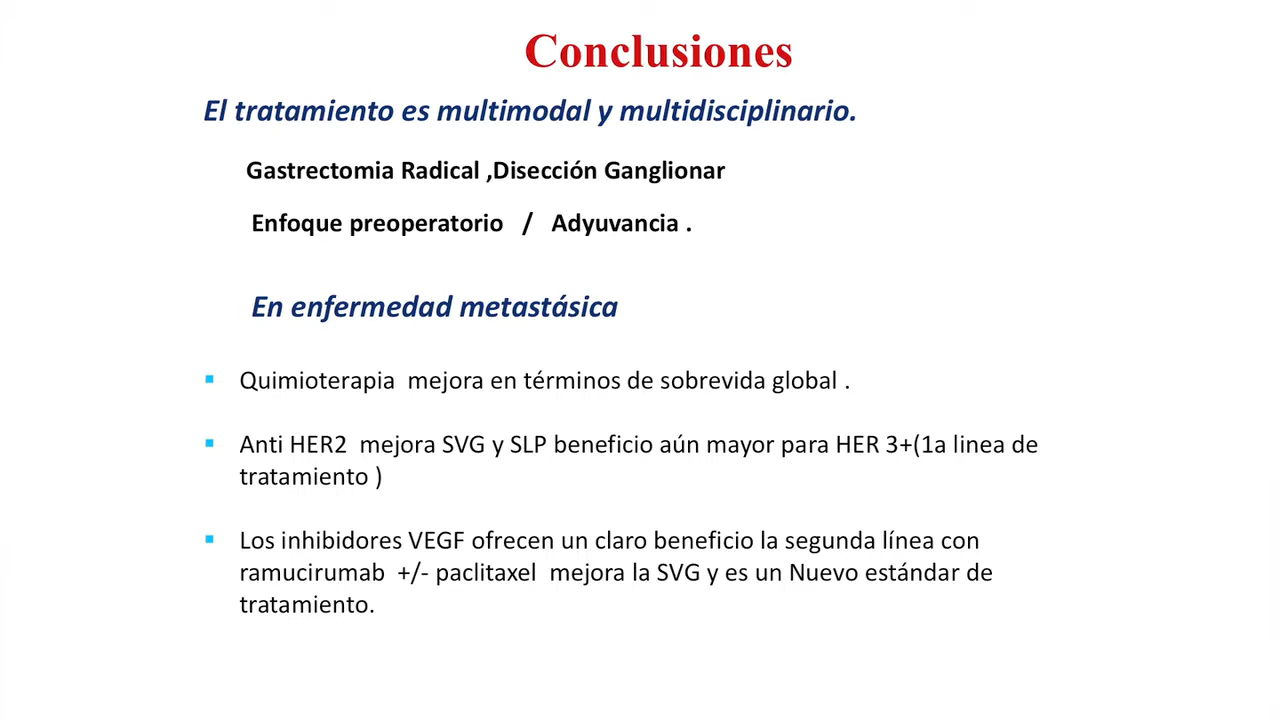 Conclusiones
El tratamiento es multimodal y multidisciplinario.
Gastrectomia Radical ,Disección Ganglionar
Enfoque preoperatorio / Adyuvancia .
En enfermedad metastásica
▪ Quimioterapia mejora en términos de sobrevida global .
▪ Anti HER2 mejora SVG y SLP beneficio aún mayor para HER 3+(1a linea de
tratamiento )
▪ Los inhibidores VEGF ofrecen un claro beneficio la segunda línea con
ramucirumab +/- paclitaxel mejora la SVG y es un Nuevo estándar de
tratamiento.